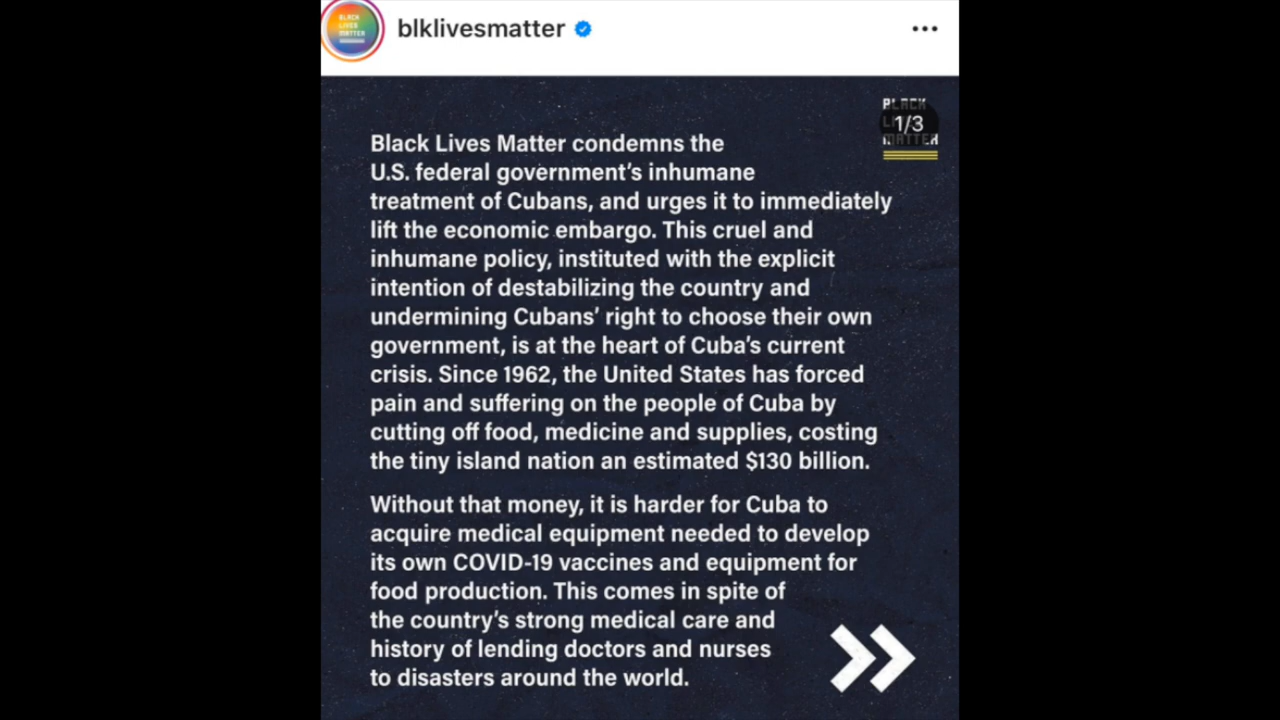 BLACK
LIVES
MATTER
blklivesmatter
BLACK
1/3
MATTER
Black Lives Matter condemns the
U.S. federal government's inhumane
treatment of Cubans, and urges it to immediately
lift the economic embargo. This cruel and
inhumane policy, instituted with the explicit
intention of destabilizing the country and
undermining Cubans' right to choose their own
government, is at the heart of Cuba's current
crisis. Since 1962, the United States has forced
pain and suffering on the people of Cuba by
cutting off food, medicine and supplies, costing
the tiny island nation an estimated $130 billion.
Without that money, it is harder for Cuba to
acquire medical equipment needed to develop
its own COVID-19 vaccines and equipment for
food production. This comes in spite of
the country's strong medical care and
history of lending doctors and nurses
to disasters around the world.